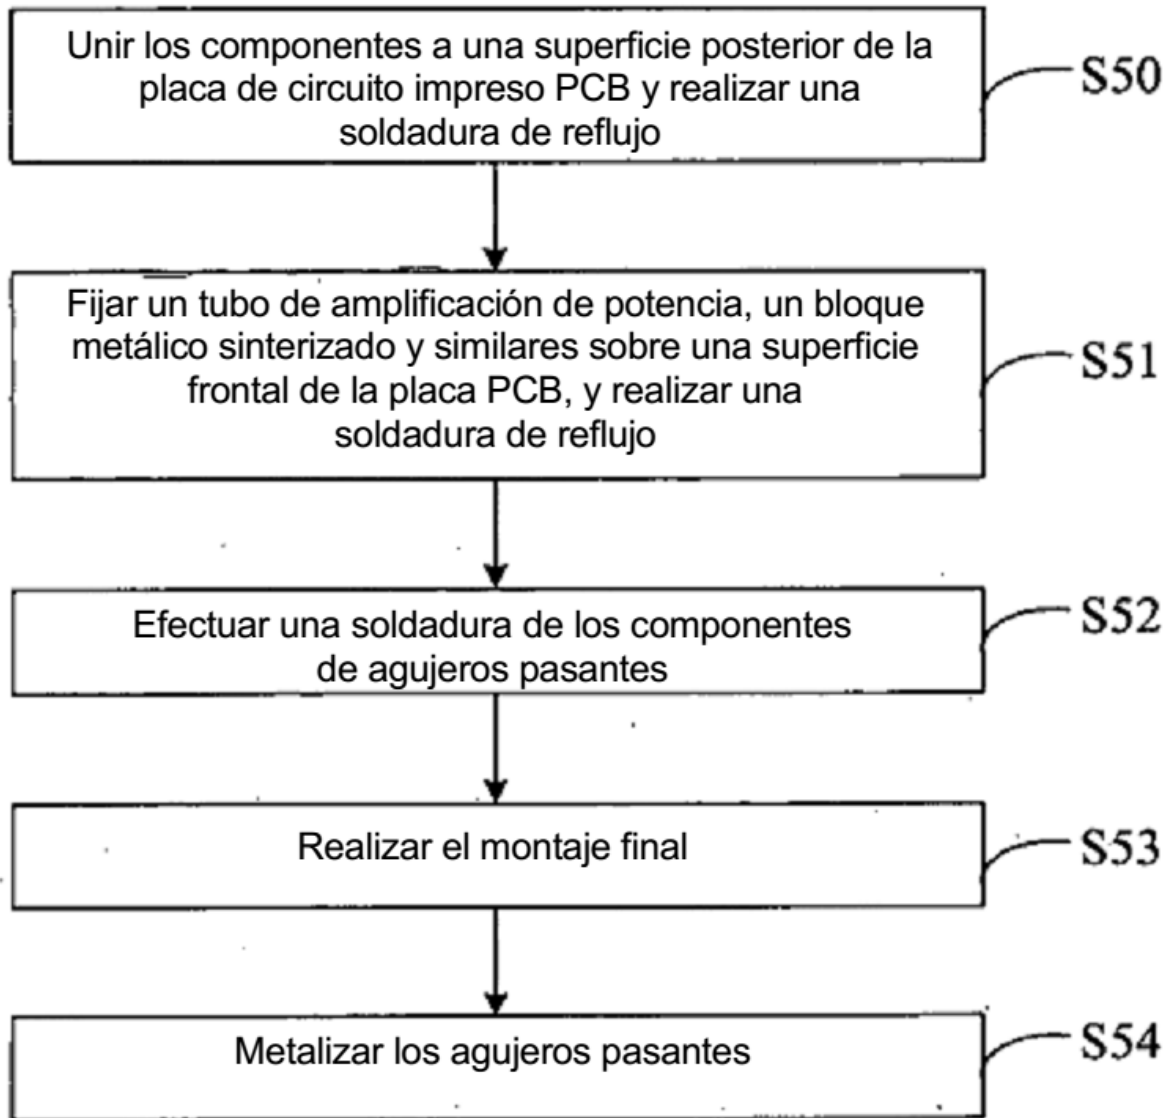 Unir los componentes a una superficie posterior de la
placa de circuito impreso PCB y realizar una
soldadura de reflujo
S50
Fijar un tubo de amplificación de potencia, un bloque
metálico sinterizado y similares sobre una superficie
frontal de la placa PCB, y realizar una
soldadura de reflujo
S51
Efectuar una soldadura de los componentes
de agujeros pasantes
S52
Realizar el montaje final
S53
Metalizar los agujeros pasantes
S54